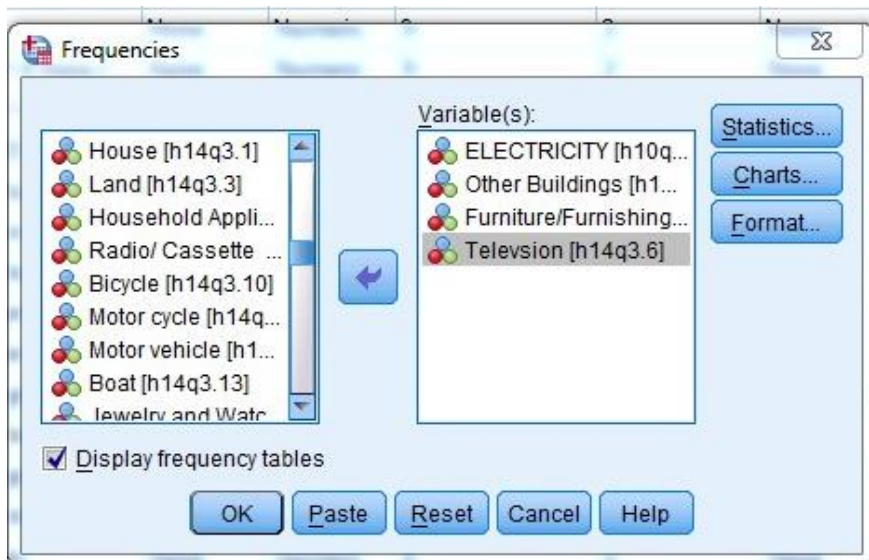 Frequencies
Variable(s):
House [h14q3.1]
Land [h14q3.3]
Household Appli...
Radio/ Cassette ...
Bicycle [h14q3.10]
Motor cycle [h14q...
Motor vehicle [h1...
Boat [h14q3.13]
Jewelry and Watc
ELECTRICITY [h10q...
Other Buildings [h1...
Furniture/Furnishing...
Televsion [h14q3.6]
Statistics...
Charts...
Format...
Display frequency tables
OK Paste Reset Cancel Help